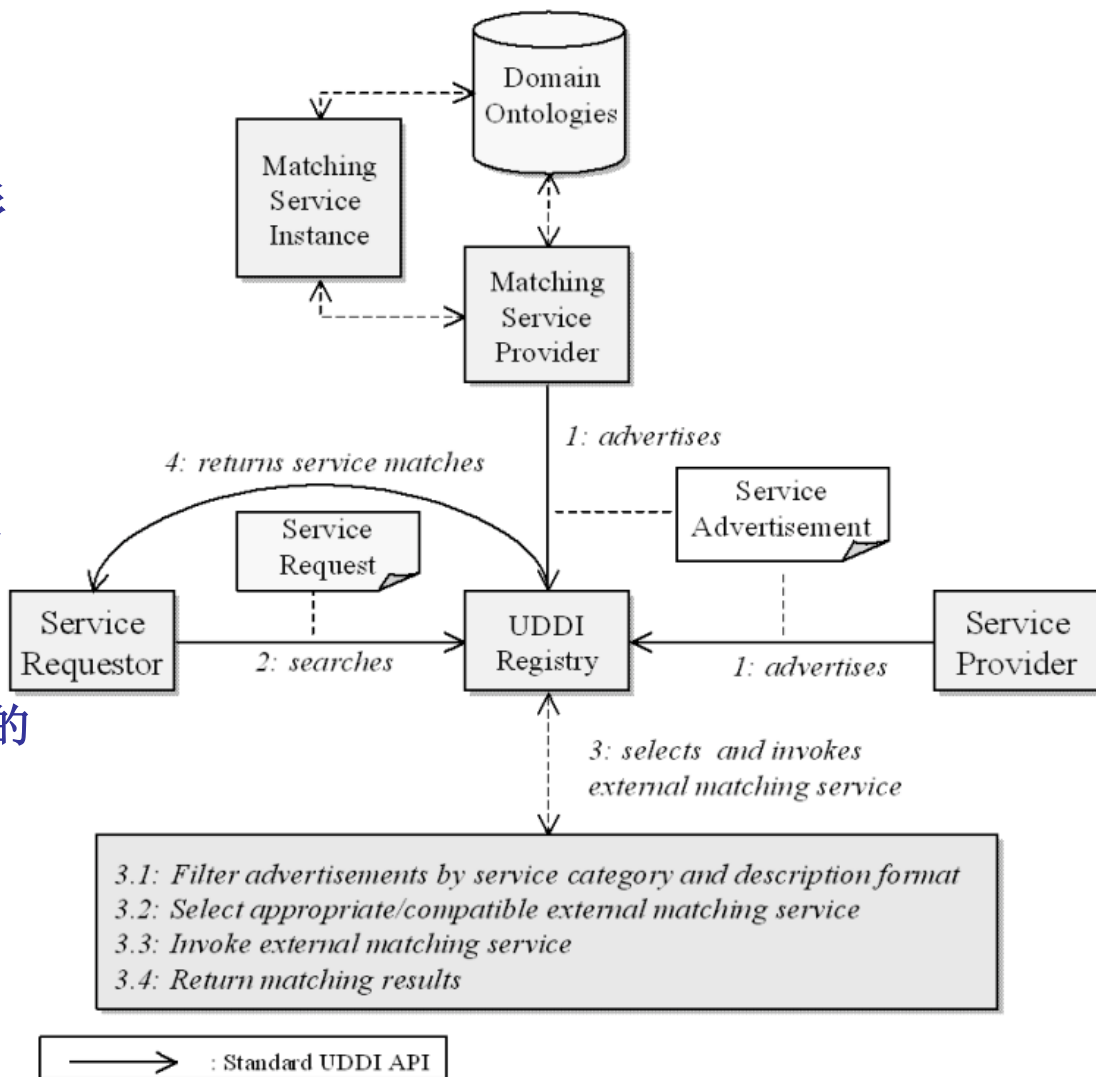 Domain
Ontologies
Matching
Service
Instance
Matching
Service
Provider
1: advertises
4: returns service matches
Service
Advertisement
Service
Request
Service
Requestor
UDDI
Registry
Service
Provider
2: searches
1: advertises
的
3: selects and invokes
external matching service
3.1: Filter advertisements by service category and description format
3.2: Select appropriate/compatible external matching service
3.3: Invoke external matching service
3.4: Return matching results
: Standard UDDI API